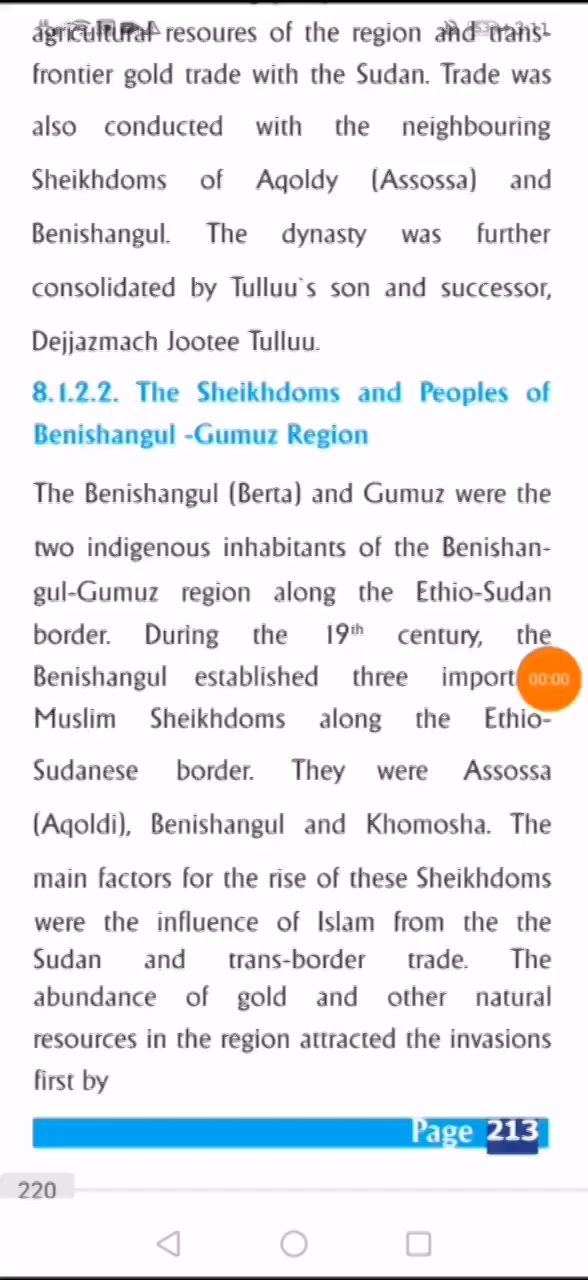 agricultural resoures of the region and trans-
frontier gold trade with the Sudan. Trade was
also conducted with the neighbouring
Sheikhdoms of Aqoldy (Assossa) and
Benishangul. The dynasty was further
consolidated by Tulluu`s son and successor,
Dejjazmach Jootee Tulluu.
8.1.2.2. The Sheikhdoms and Peoples of
Benishangul -Gumuz Region
The Benishangul (Berta) and Gumuz were the
two indigenous inhabitants of the Benishan-
gul-Gumuz region along the Ethio-Sudan
border. During the 19th century, the
Benishangul established three import
00:00
Muslim Sheikhdoms along the Ethio-
Sudanese border. They were Assossa
(Aqoldi), Benishangul and Khomosha. The
main factors for the rise of these Sheikhdoms
were the influence of Islam from the the
Sudan and trans-border trade. The
abundance of gold and other natural
resources in the region attracted the invasions
first by
Page 213
220